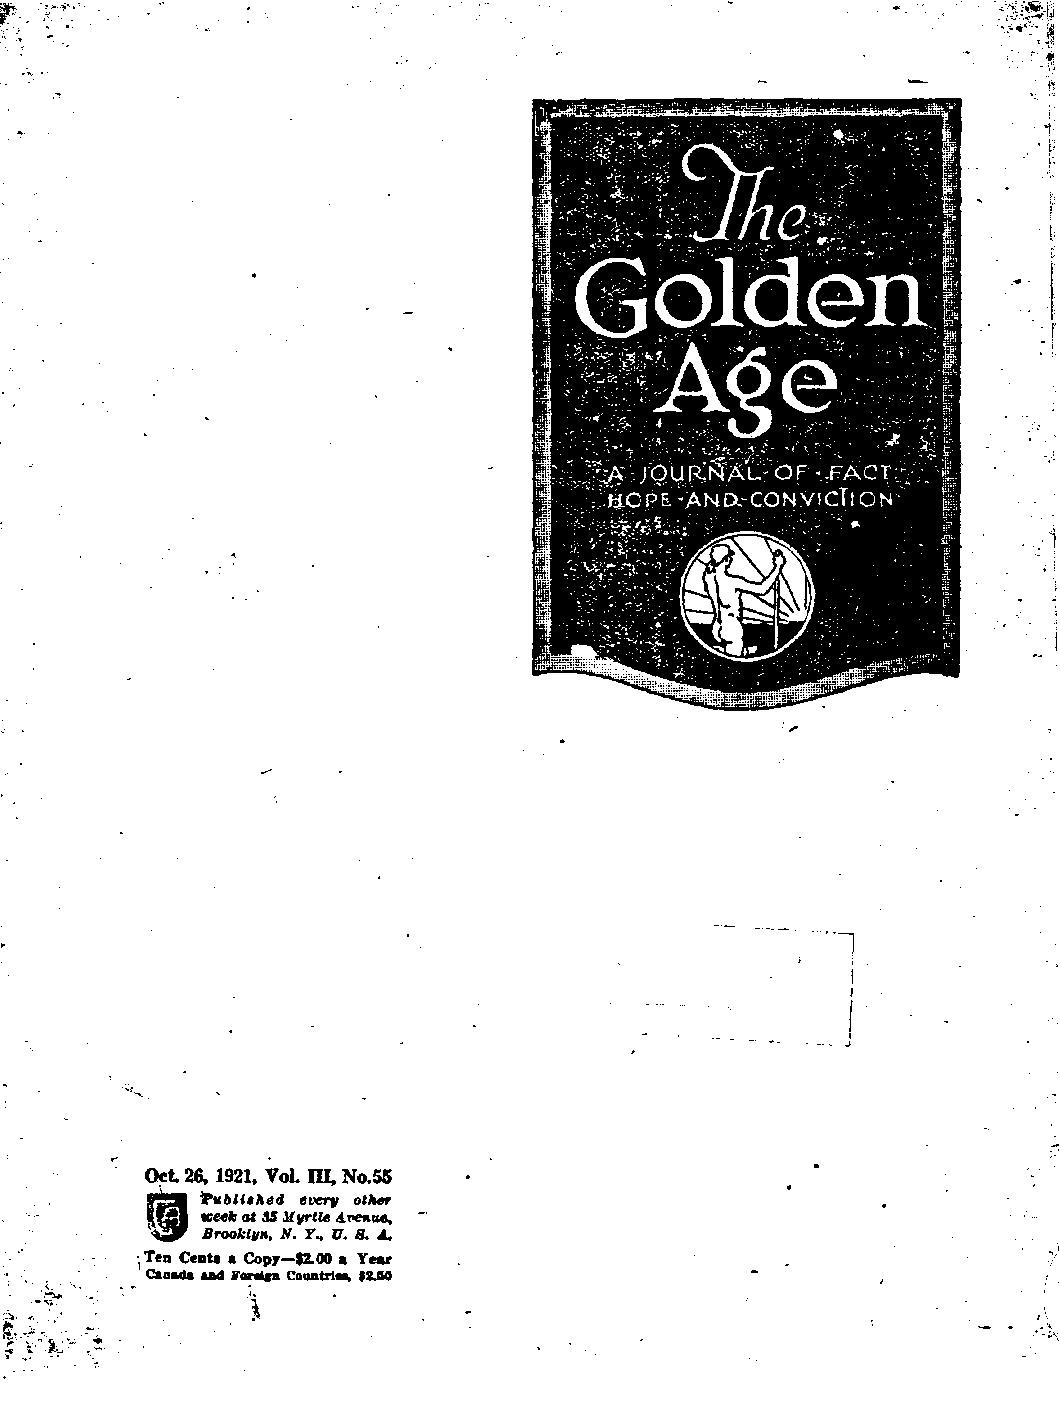 The
Golden
Age
A JOURNAL OF FACT
HOPE AND CONVICTION
Oct. 26, 1921, Vol. III, No.55
Published every other
week at 35 Myrtle Avenue,
Brooklyn, N. Y., U. S. A.
Ten Cents a Copy—$2.00 a Year
Canada and Foreign Countries, $2.50